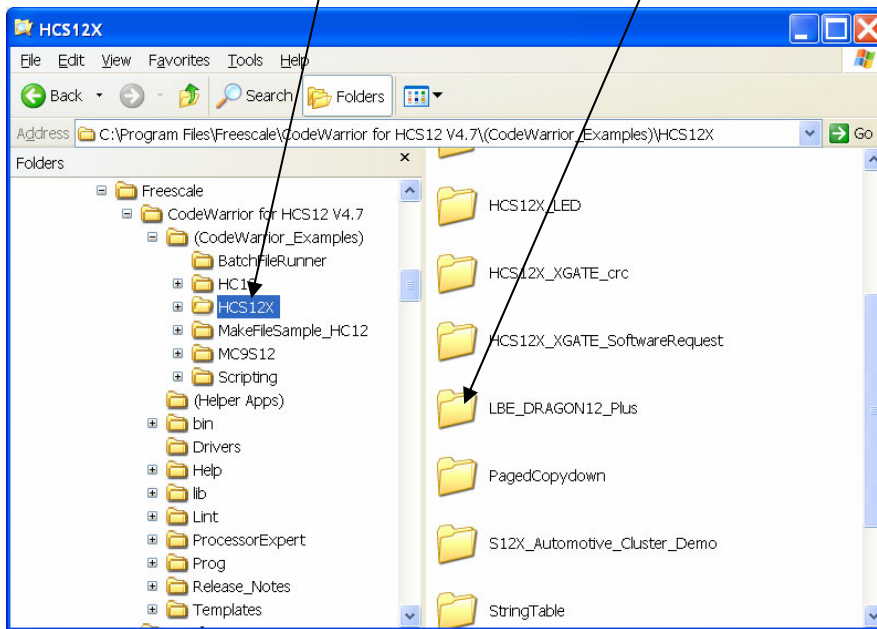 HCS12X
File Edit View Favorites Tools Help
Back Search Folders
Address C:\Program Files\Freescale\CodeWarrior for HCS12 V4.7\(CodeWarrior_Examples)\HCS12X Go
Folders x
Freescale
CodeWarrior for HCS12 V4.7
(CodeWarrior_Examples)
BatchFileRunner
HC12
HCS12X
MakeFileSample_HC12
MC9S12
Scripting
(Helper Apps)
bin
Drivers
Help
lib
Lint
ProcessorExpert
Prog
Release_Notes
Templates
HCS12X_LED
HCS12X_XGATE_crc
HCS12X_XGATE_SoftwareRequest
LBE_DRAGON12_Plus
PagedCopydown
S12X_Automotive_Cluster_Demo
StringTable